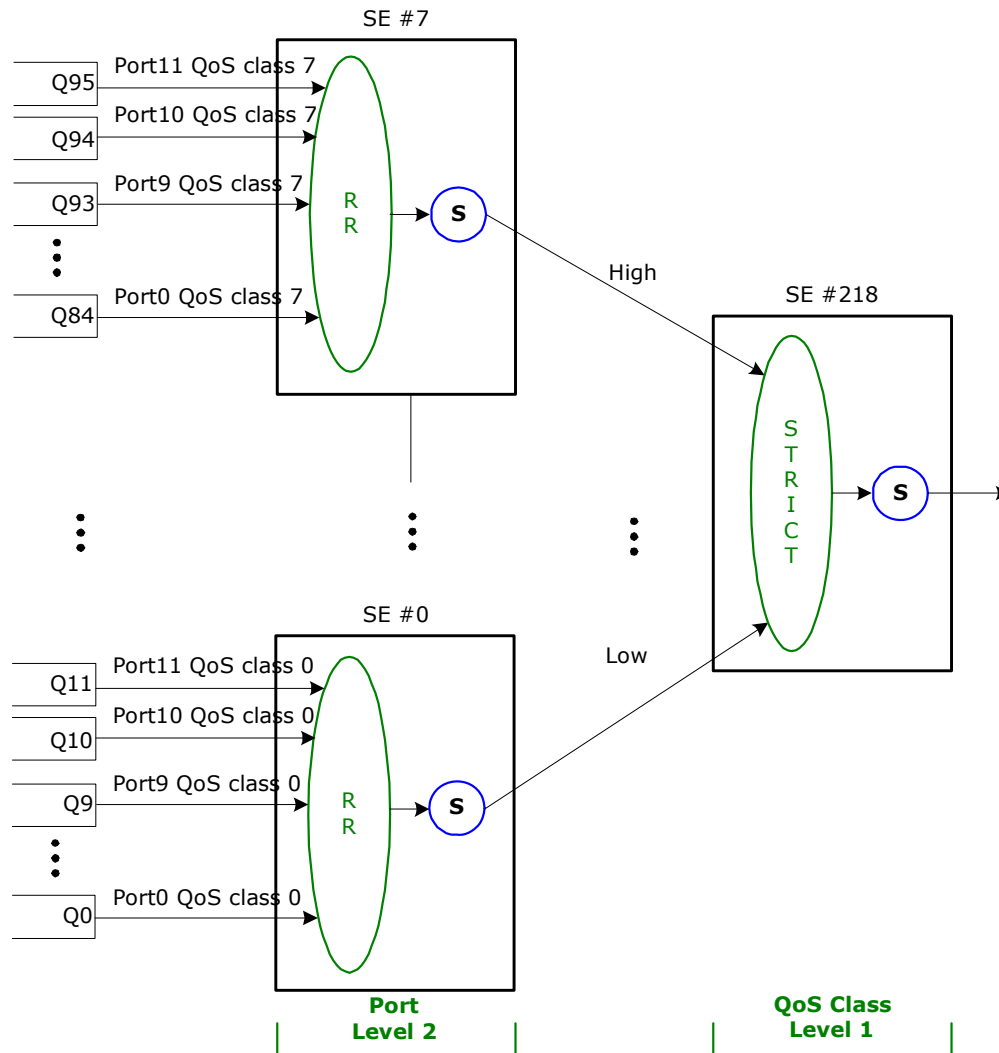 SE #7
Q95
Port11 QoS class 7
Q94
Port10 QoS class 7
Q93
Port9 QoS class 7
Q84
Port0 QoS class 7
R
R
S
High
SE #218
S
T
R
I
C
T
S
SE #0
Low
Q11
Port11 QoS class 0
Q10
Port10 QoS class 0
Q9
Port9 QoS class 0
Q0
Port0 QoS class 0
R
R
S
Port
Level 2
QoS Class
Level 1